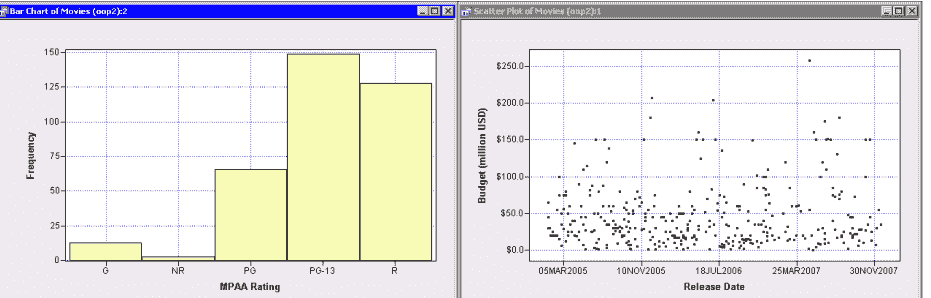 Bar Chart of Movies (oop2):2
150
125
100
75
50
25
0
Frequency
G NR PG PG-13 R
MPAA Rating
Scatter Plot of Movies (oop2):1
$250.0
$200.0
$150.0
$100.0
$50.0
$0.0
Budget (million USD)
05MAR2005 10NOV2005 18JUL2006 25MAR2007 30NOV2007
Release Date